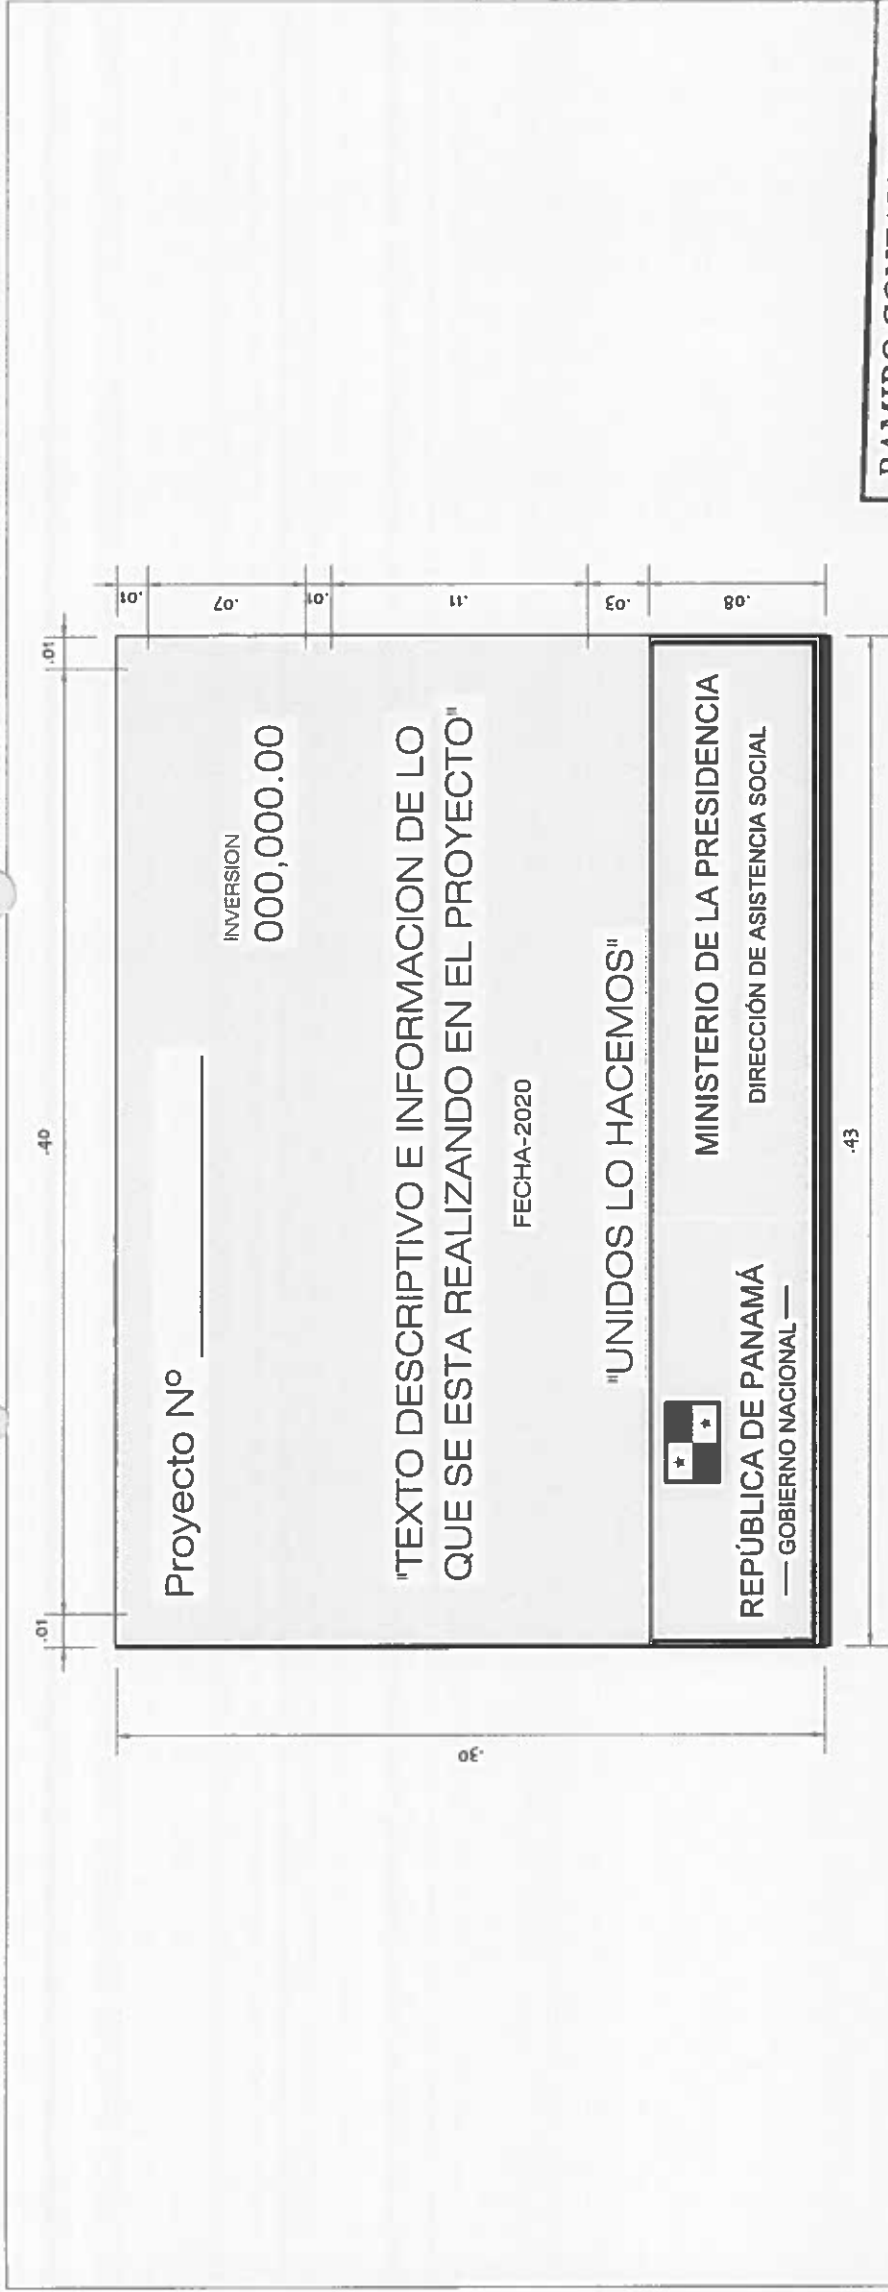 .01
.40
.01
Proyecto Nº
INVERSION
000,000.00
"TEXTO DESCRIPTIVO E INFORMACION DE LO
QUE SE ESTA REALIZANDO EN EL PROYECTO"
FECHA-2020
"UNIDOS LO HACEMOS"
REPÚBLICA DE PANAMÁ
— GOBIERNO NACIONAL —
MINISTERIO DE LA PRESIDENCIA
DIRECCIÓN DE ASISTENCIA SOCIAL
.30
.01
.07
.01
.11
.03
.08
.43